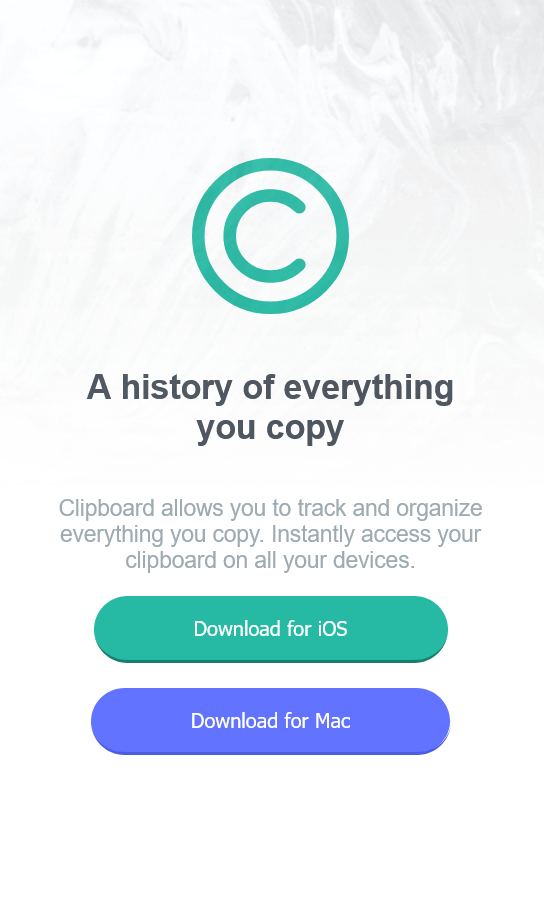 A history of everything
you copy
Clipboard allows you to track and organize
everything you copy. Instantly access your
clipboard on all your devices.
Download for iOS
Download for Mac